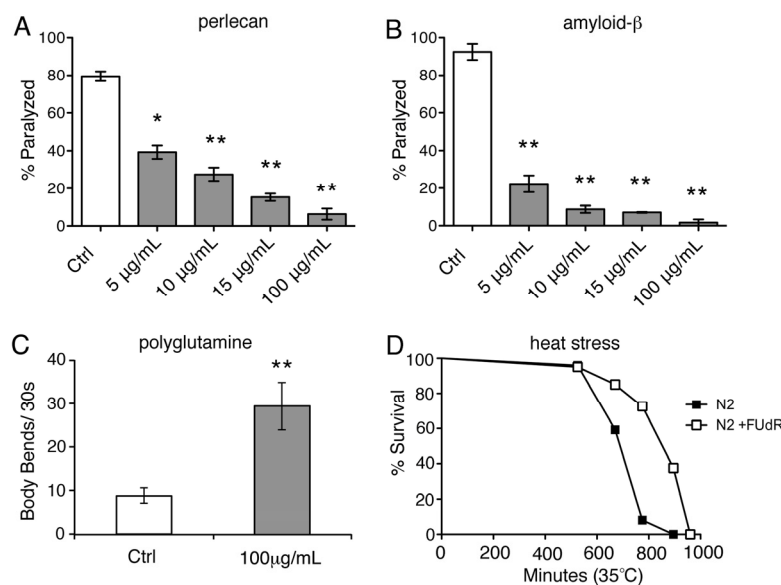 A
perlecan
% Paralyzed
100
80
60
40
20
0
*
**
**
**
Ctrl
5 µg/mL
10 µg/mL
15 µg/mL
100 µg/mL
B
amyloid-β
% Paralyzed
100
80
60
40
20
0
**
**
**
**
Ctrl
5 µg/mL
10 µg/mL
15 µg/mL
100 µg/mL
C
polyglutamine
Body Bends/ 30s
40
30
20
10
0
**
Ctrl
100µg/mL
D
heat stress
% Survival
100
80
60
40
20
0
0
200
400
600
800
1000
Minutes (35°C)
N2
N2 +FUdR